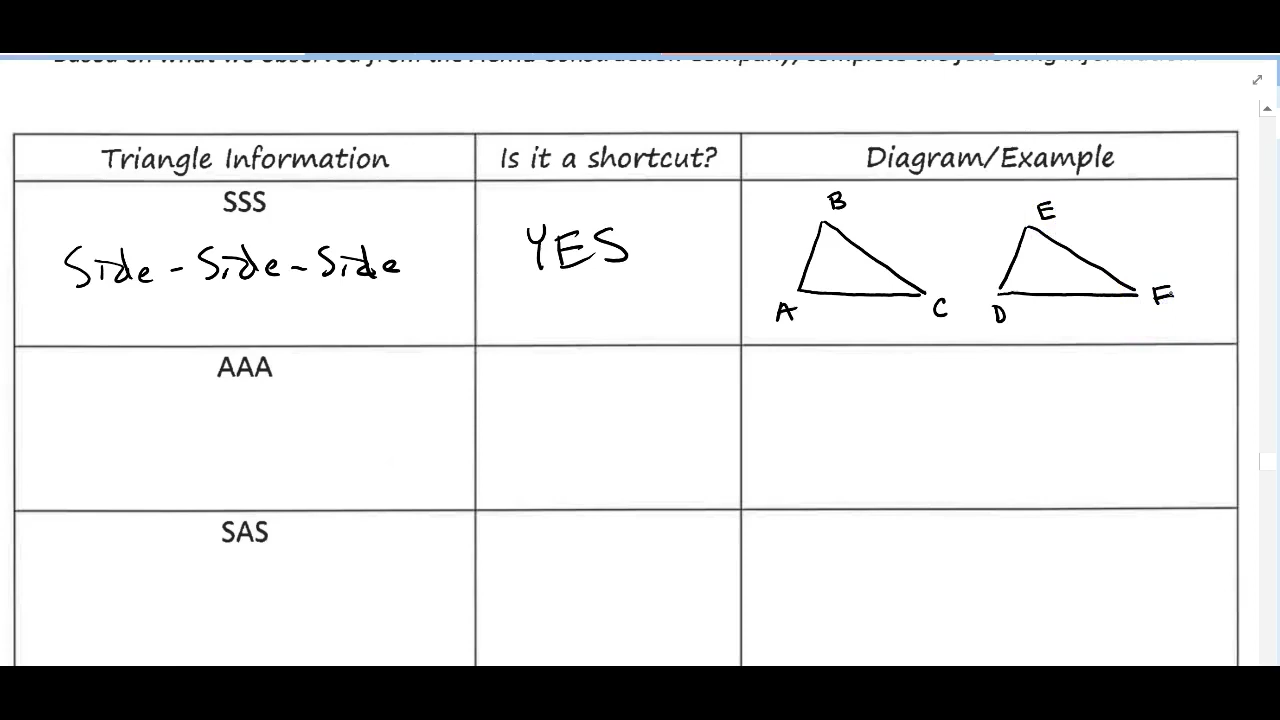 Triangle Information Is it a shortcut? Diagram/Example
SSS
Side - Side - Side
YES
B
E
A
C
D
F
AAA
SAS